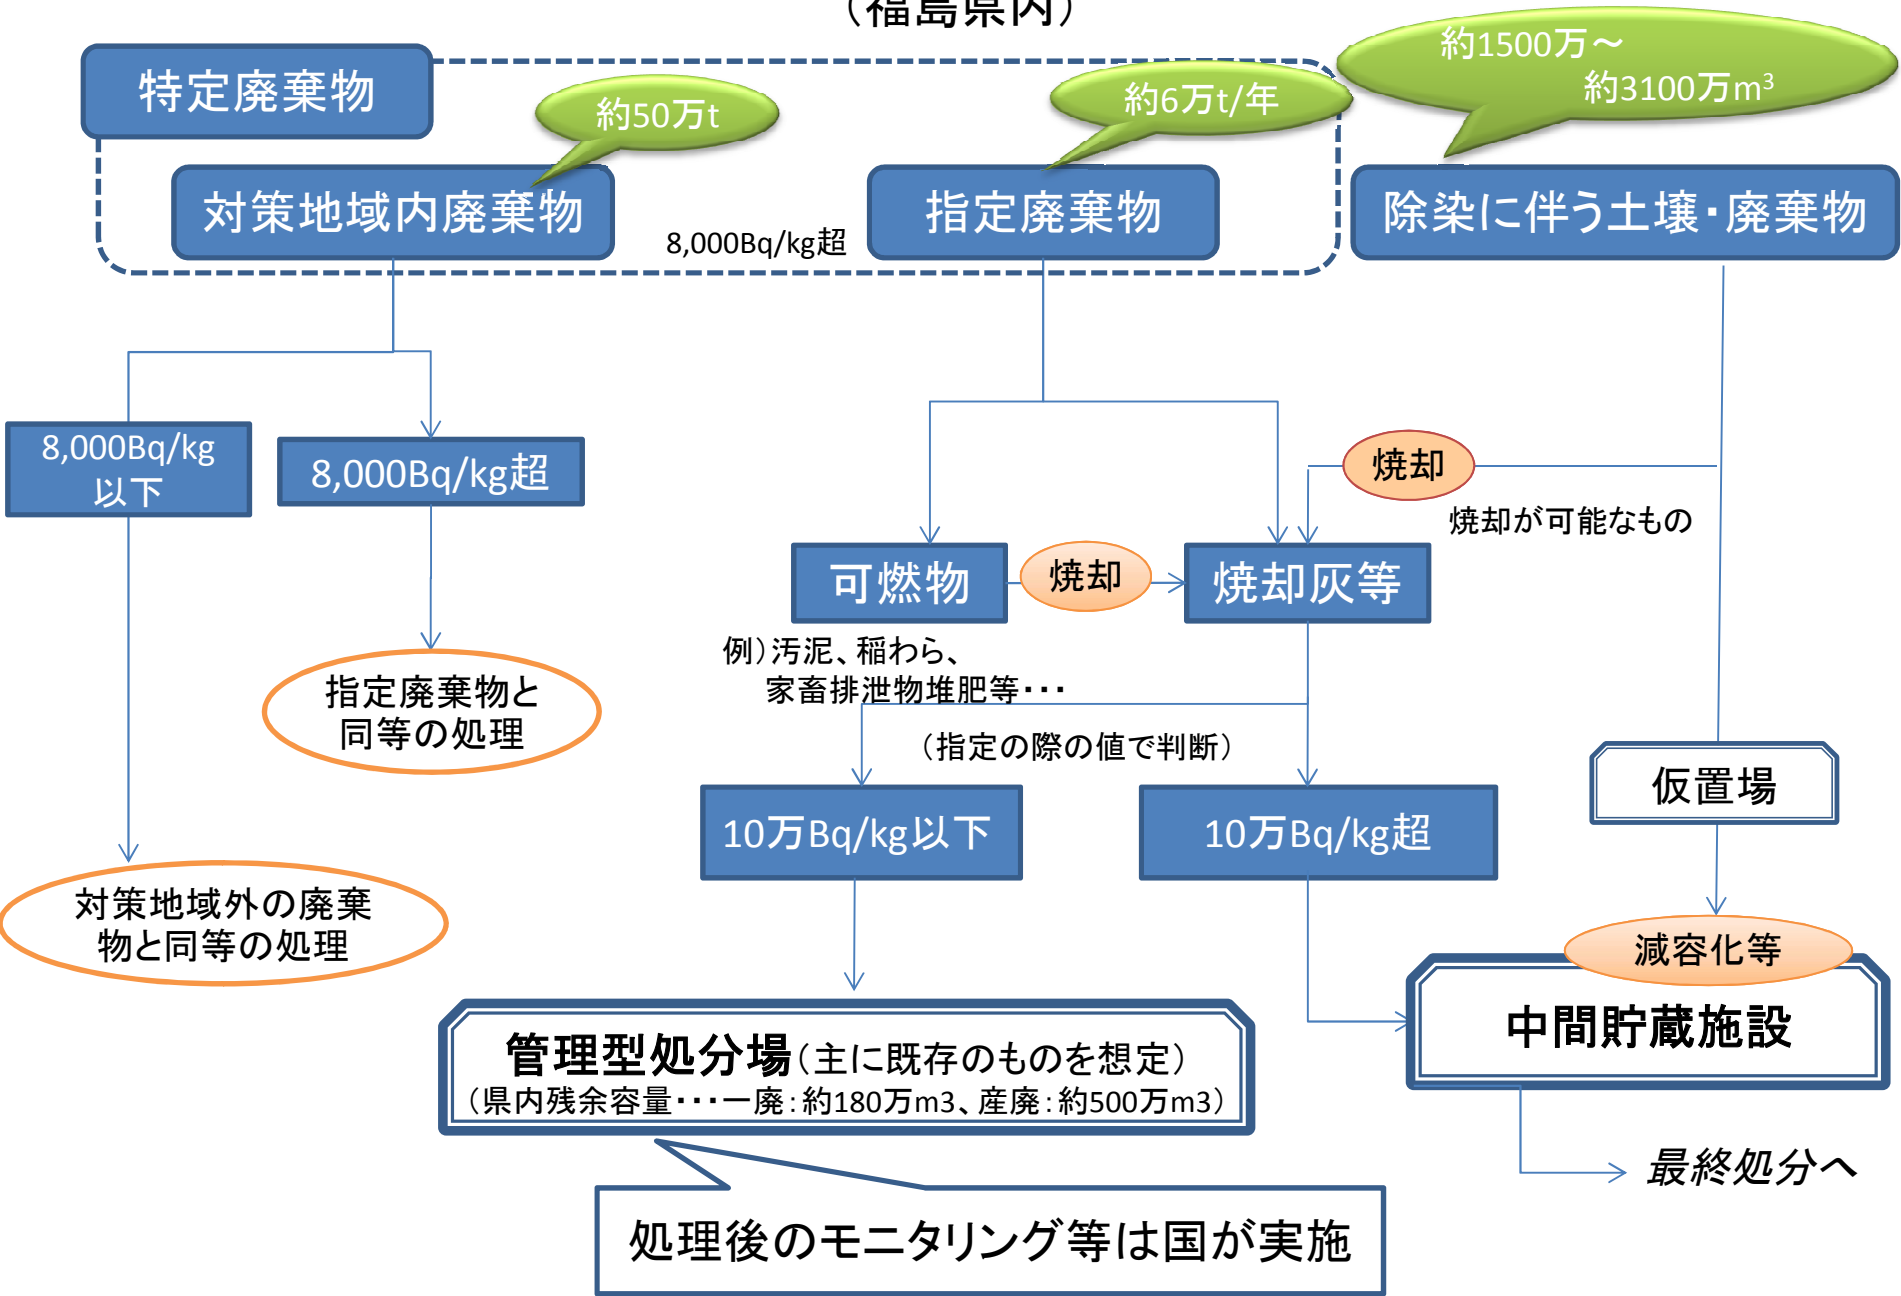 (福島県内)
特定廃棄物
約50万t
約6万t/年
約1500万～
約3100万m³
対策地域内廃棄物
8,000Bq/kg超
指定廃棄物
除染に伴う土壌・廃棄物
8,000Bq/kg
以下
8,000Bq/kg超
焼却
焼却が可能なもの
可燃物
焼却
焼却灰等
例）汚泥、稲わら、
家畜排泄物堆肥等・・・
指定廃棄物と
同等の処理
（指定の際の値で判断）
仮置場
10万Bq/kg以下
10万Bq/kg超
対策地域外の廃棄
物と同等の処理
減容化等
中間貯蔵施設
管理型処分場（主に既存のものを想定）
（県内残余容量・・・一廃：約180万m3、産廃：約500万m3）
最終処分へ
処理後のモニタリング等は国が実施